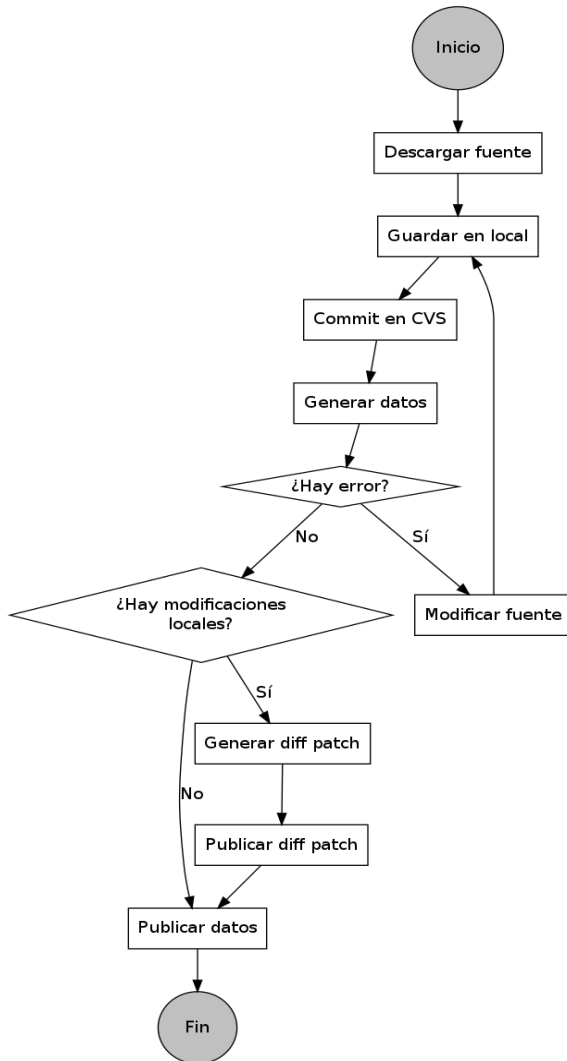 Inicio
Descargar fuente
Guardar en local
Commit en CVS
Generar datos
¿Hay error?
No
Sí
¿Hay modificaciones
locales?
Modificar fuente
Sí
Generar diff patch
No
Publicar diff patch
Publicar datos
Fin